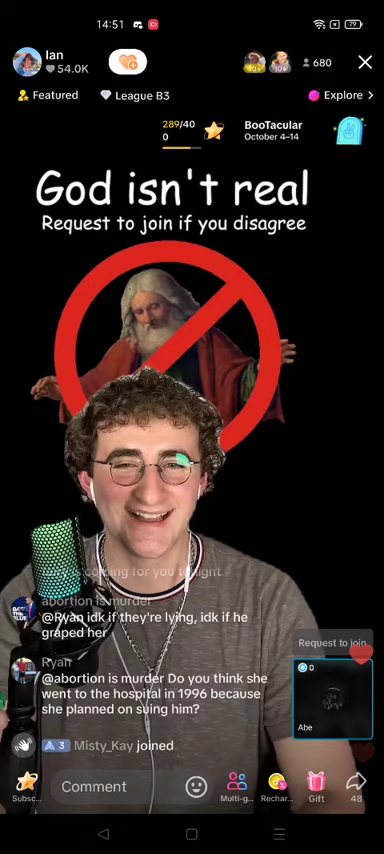 14:51
79
Ian
54.0K
10+
10+
680
Featured
League B3
Explore
289/40
0
BooTacular
October 4–14
God isn't real
Request to join if you disagree
coming for you tonight
abortion is murder
@Ryan idk if they're lying, idk if he
graped her
Ryan
@abortion is murder Do you think she
went to the hospital in 1996 because
she planned on suing him?
3 Misty_Kay joined
Request to join
0
Abe
Comment
Subsc...
Multi-g...
Rechar...
Gift
48